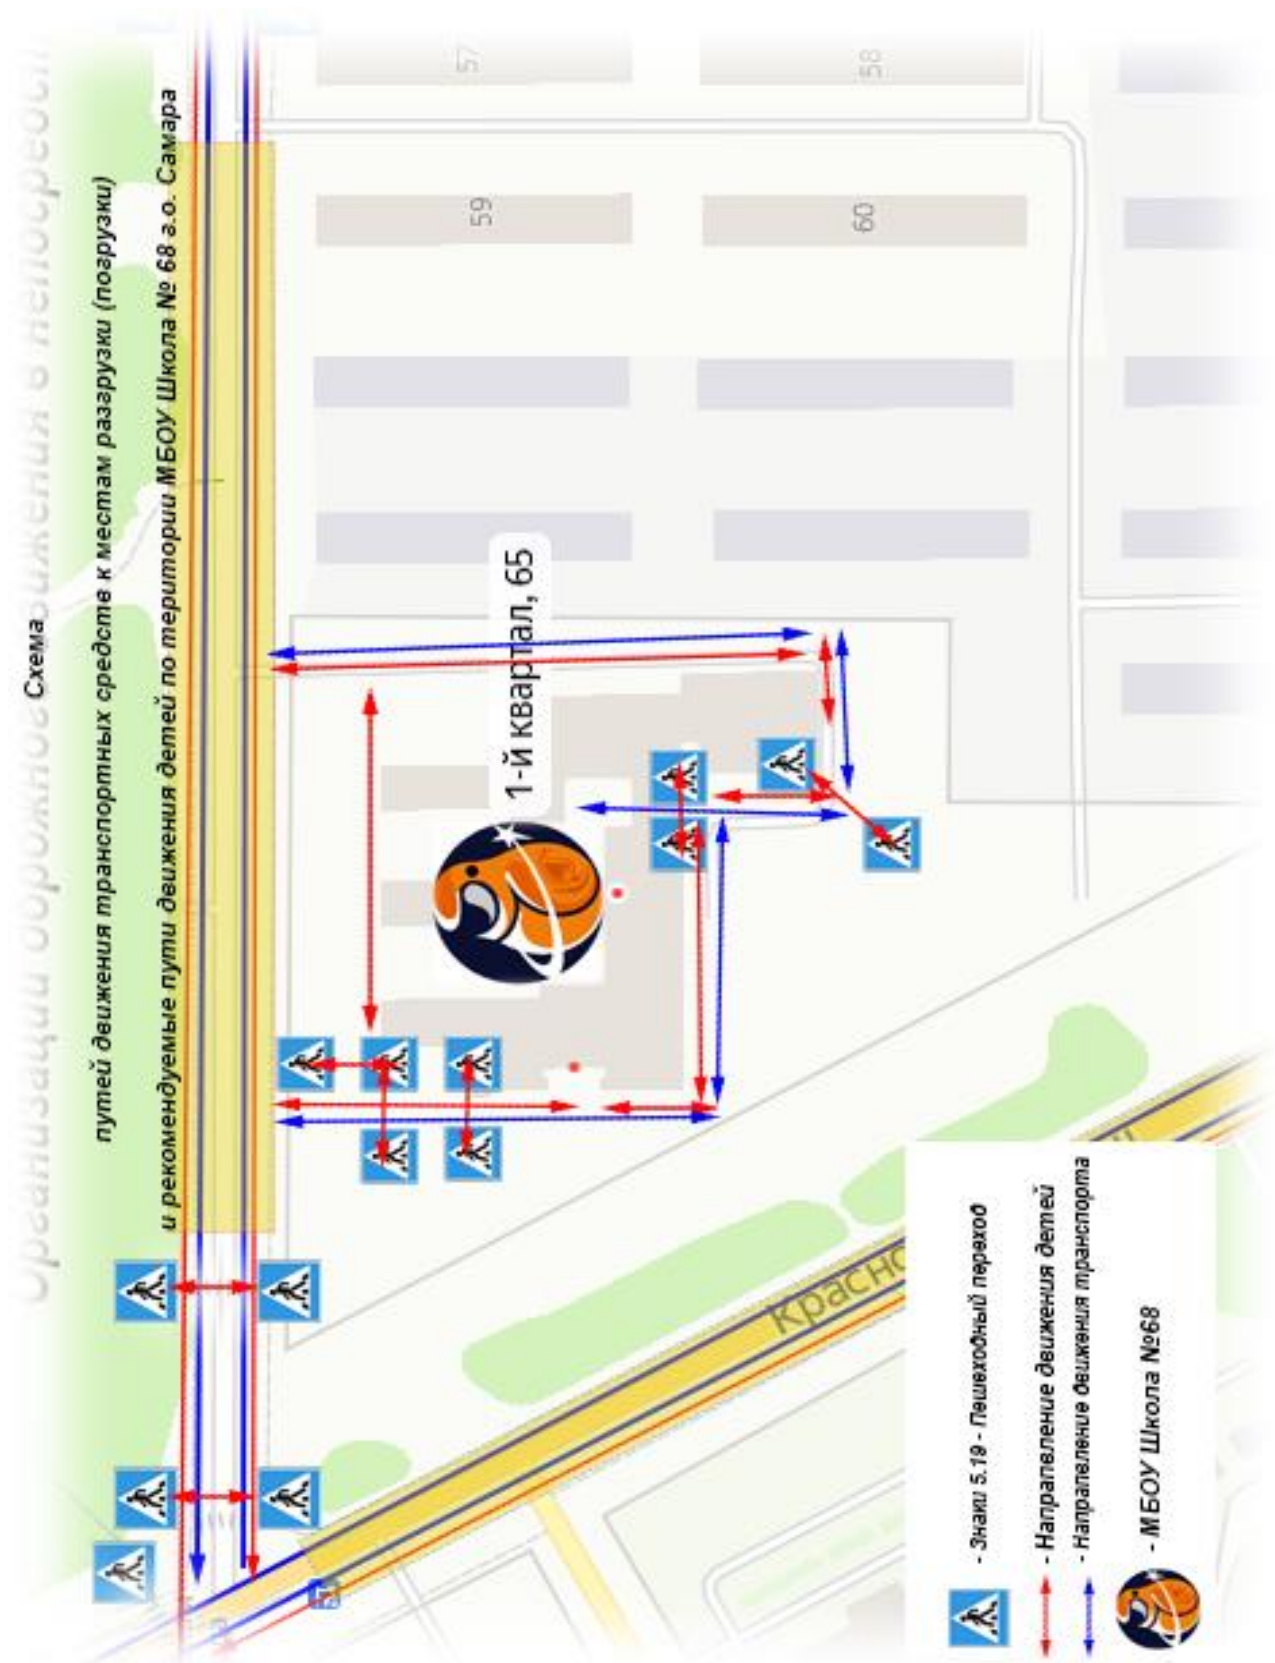 Схема
путей движения транспортных средств к местам разгрузки (погрузки)
и рекомендуемые пути движения детей по територии МБОУ Школа № 68 г.о. Самара
57
58
59
60
1-й квартал, 65
Красно
- Знаки 5.19 - Пешеходный переход
- Направление движения детей
- Направление движения транспорта
- МБОУ Школа №68